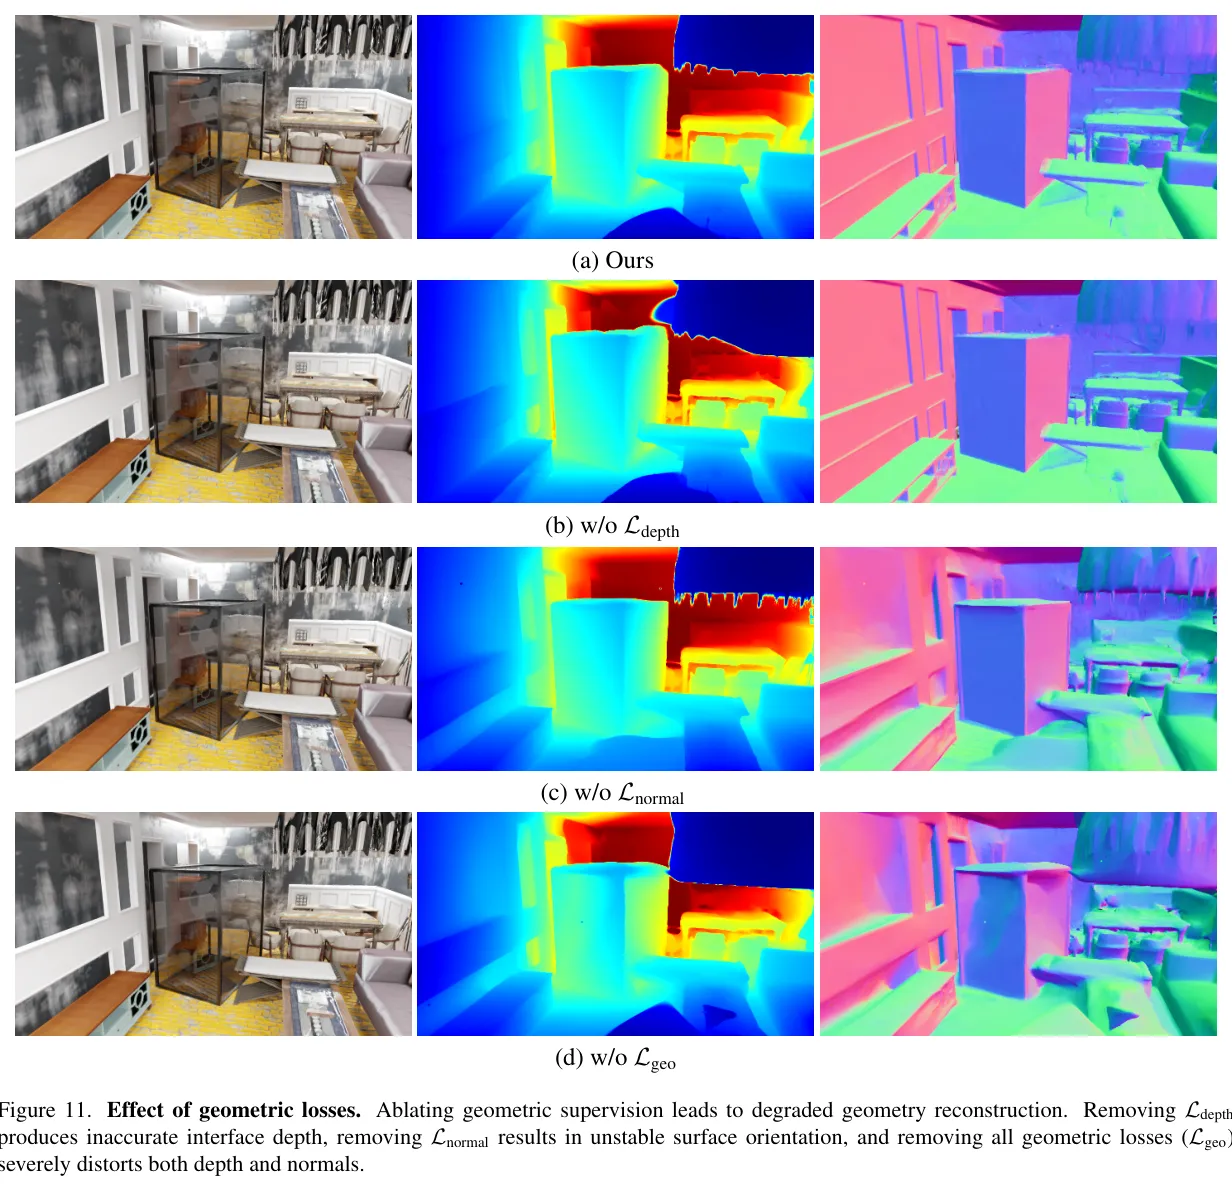 (a) Ours
(b) w/o ℒdepth
(c) w/o ℒnormal
(d) w/o ℒgeo
Figure 11. Effect of geometric losses. Ablating geometric supervision leads to degraded geometry reconstruction. Removing ℒdepth
produces inaccurate interface depth, removing ℒnormal results in unstable surface orientation, and removing all geometric losses (ℒgeo)
severely distorts both depth and normals.